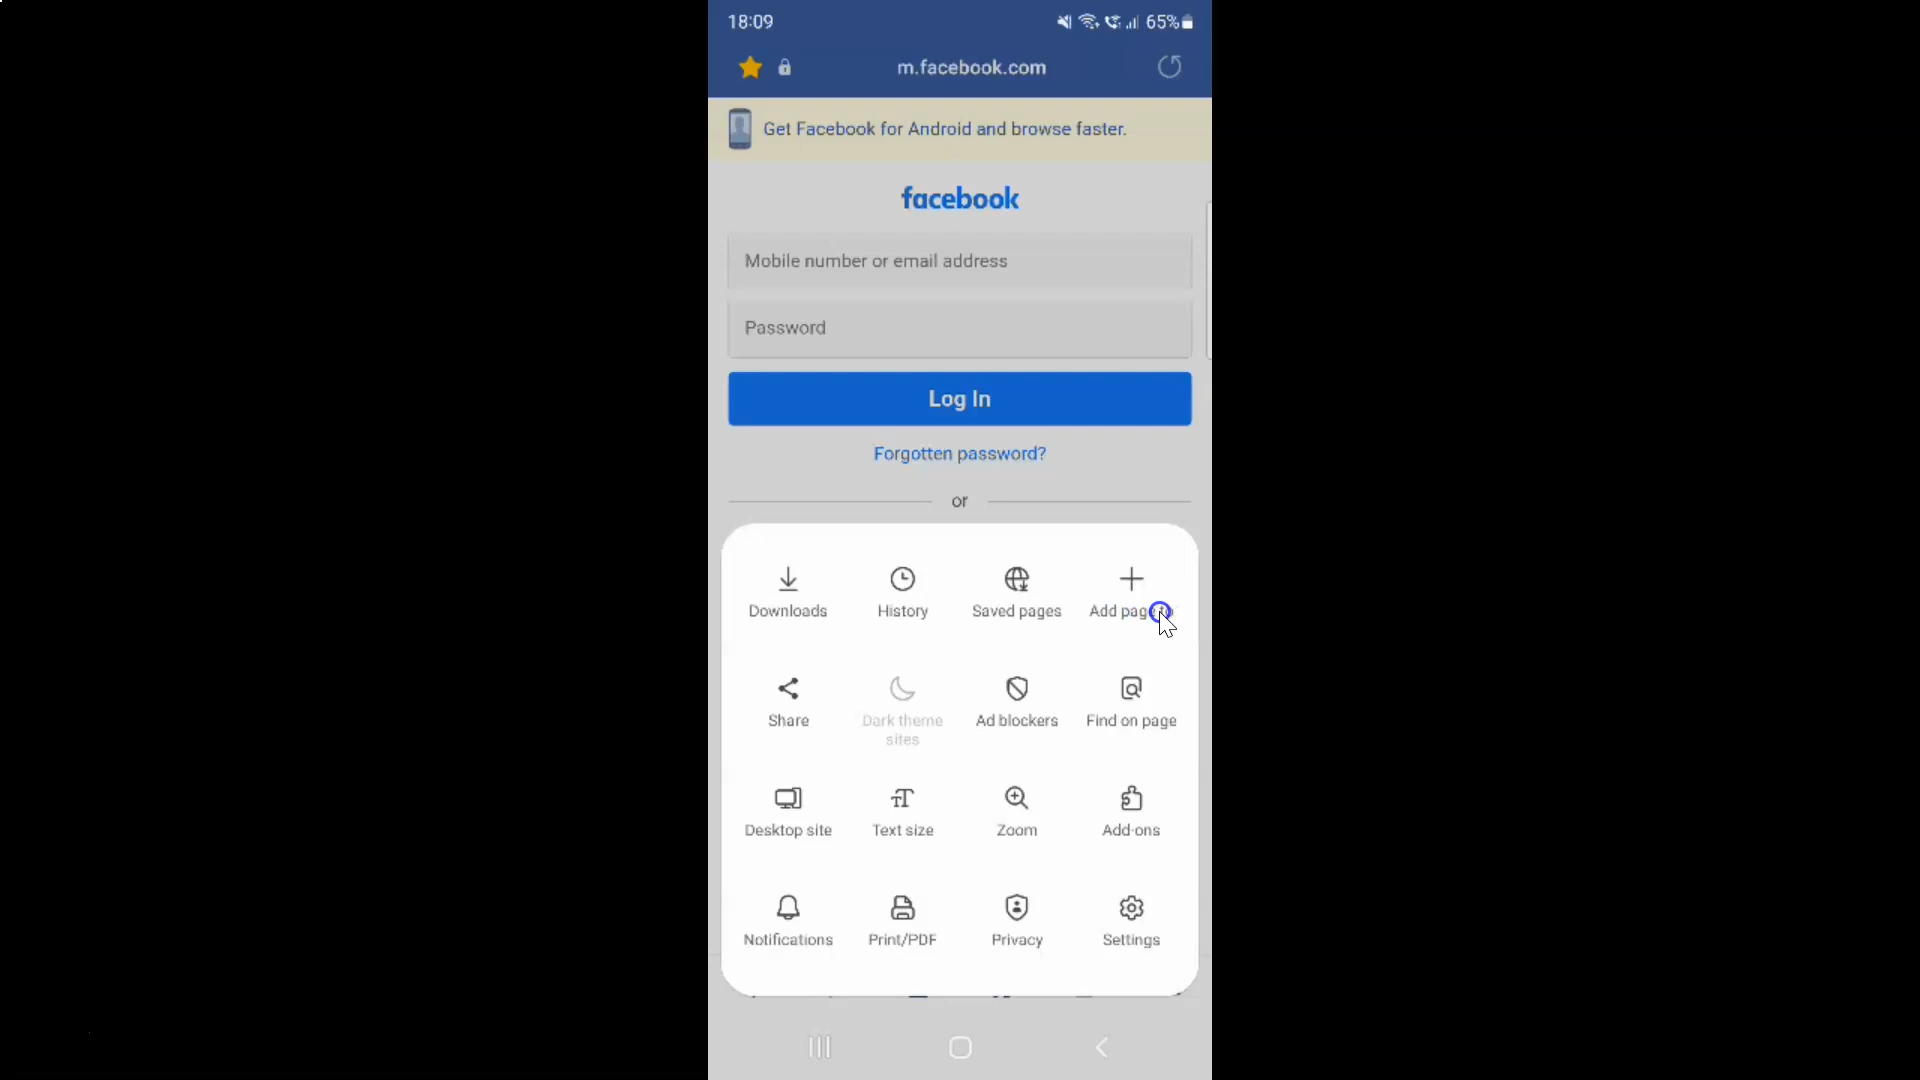 18:09
65%
m.facebook.com
Get Facebook for Android and browse faster.
facebook
Mobile number or email address
Password
Log In
Forgotten password?
or
Downloads
History
Saved pages
Add page
Share
Dark theme
sites
Ad blockers
Find on page
Desktop site
Text size
Zoom
Add-ons
Notifications
Print/PDF
Privacy
Settings